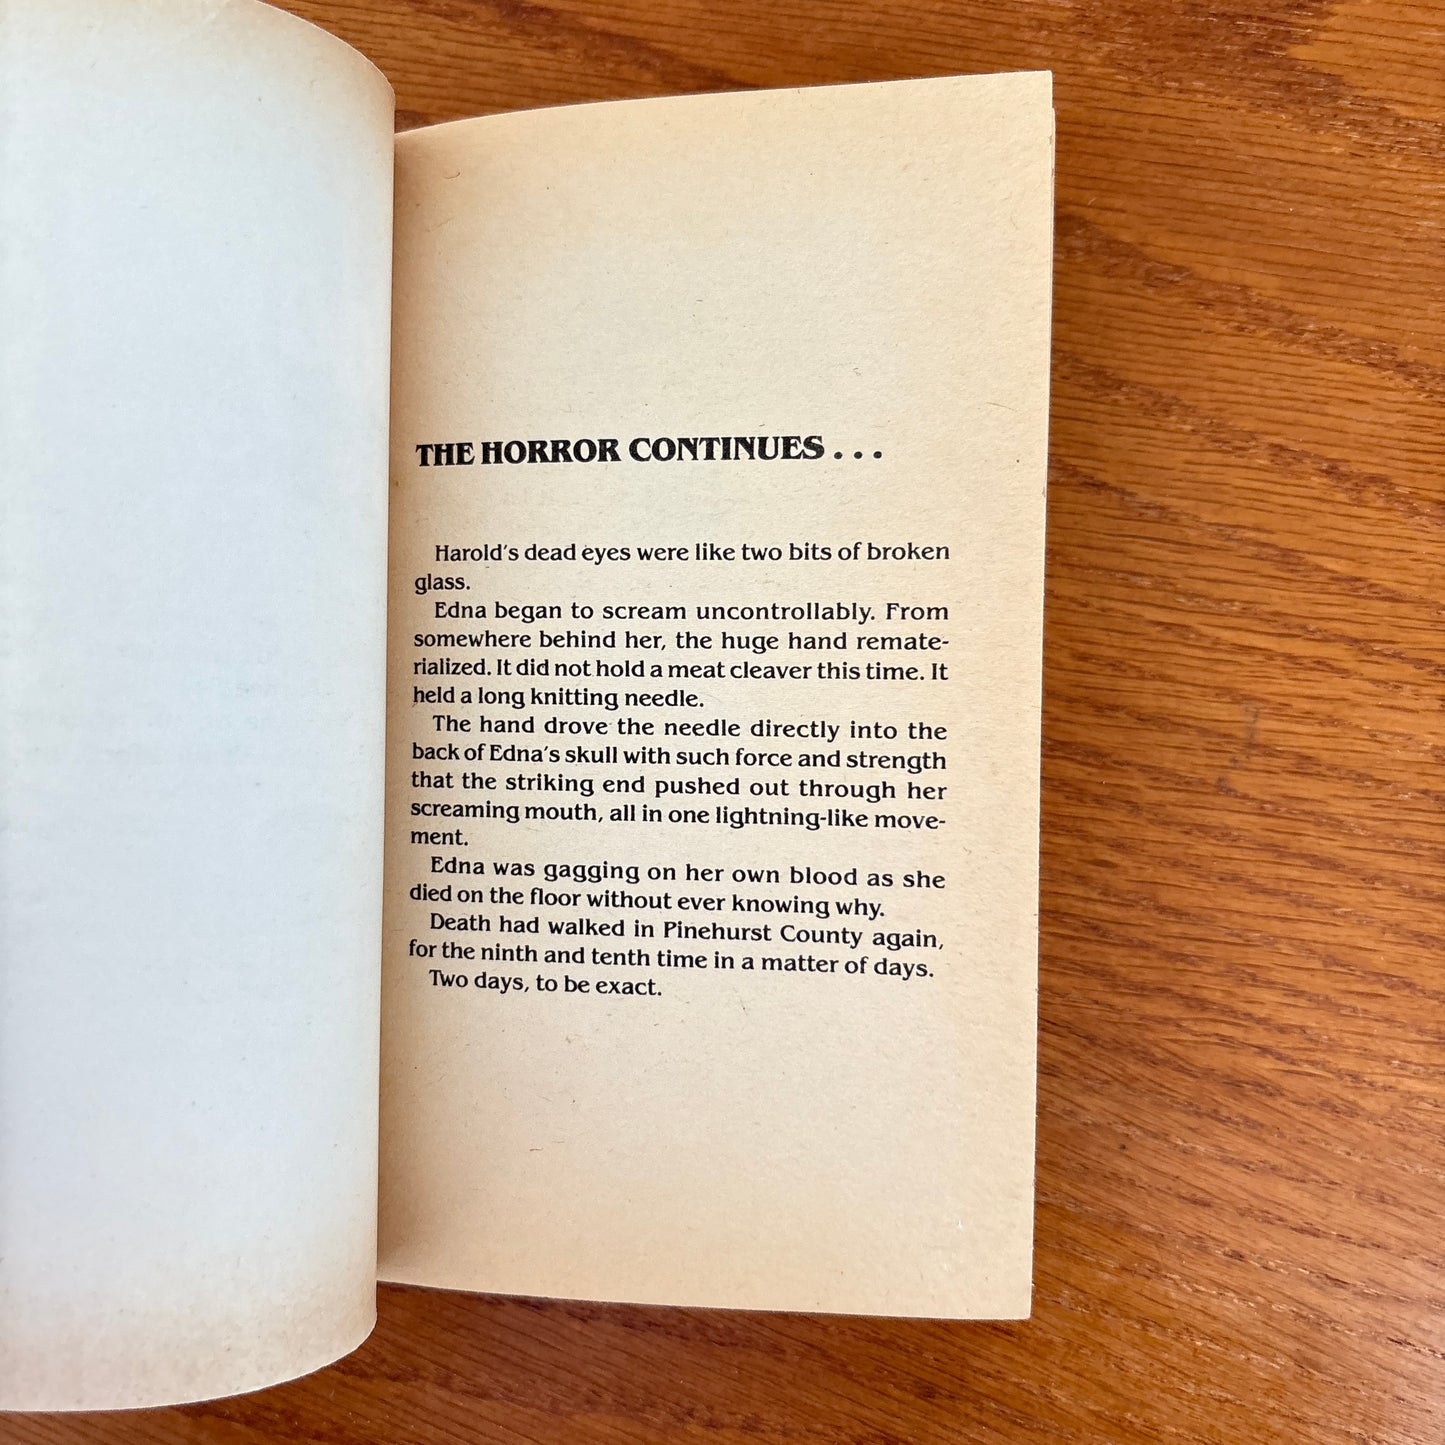 THE HORROR CONTINUES . . .
Harold's dead eyes were like two bits of broken
glass.
Edna began to scream uncontrollably. From
somewhere behind her, the huge hand remate-
rialized. It did not hold a meat cleaver this time. It
held a long knitting needle.
The hand drove the needle directly into the
back of Edna's skull with such force and strength
that the striking end pushed out through her
screaming mouth, all in one lightning-like move-
ment.
Edna was gagging on her own blood as she
died on the floor without ever knowing why.
Death had walked in Pinehurst County again,
for the ninth and tenth time in a matter of days.
Two days, to be exact.